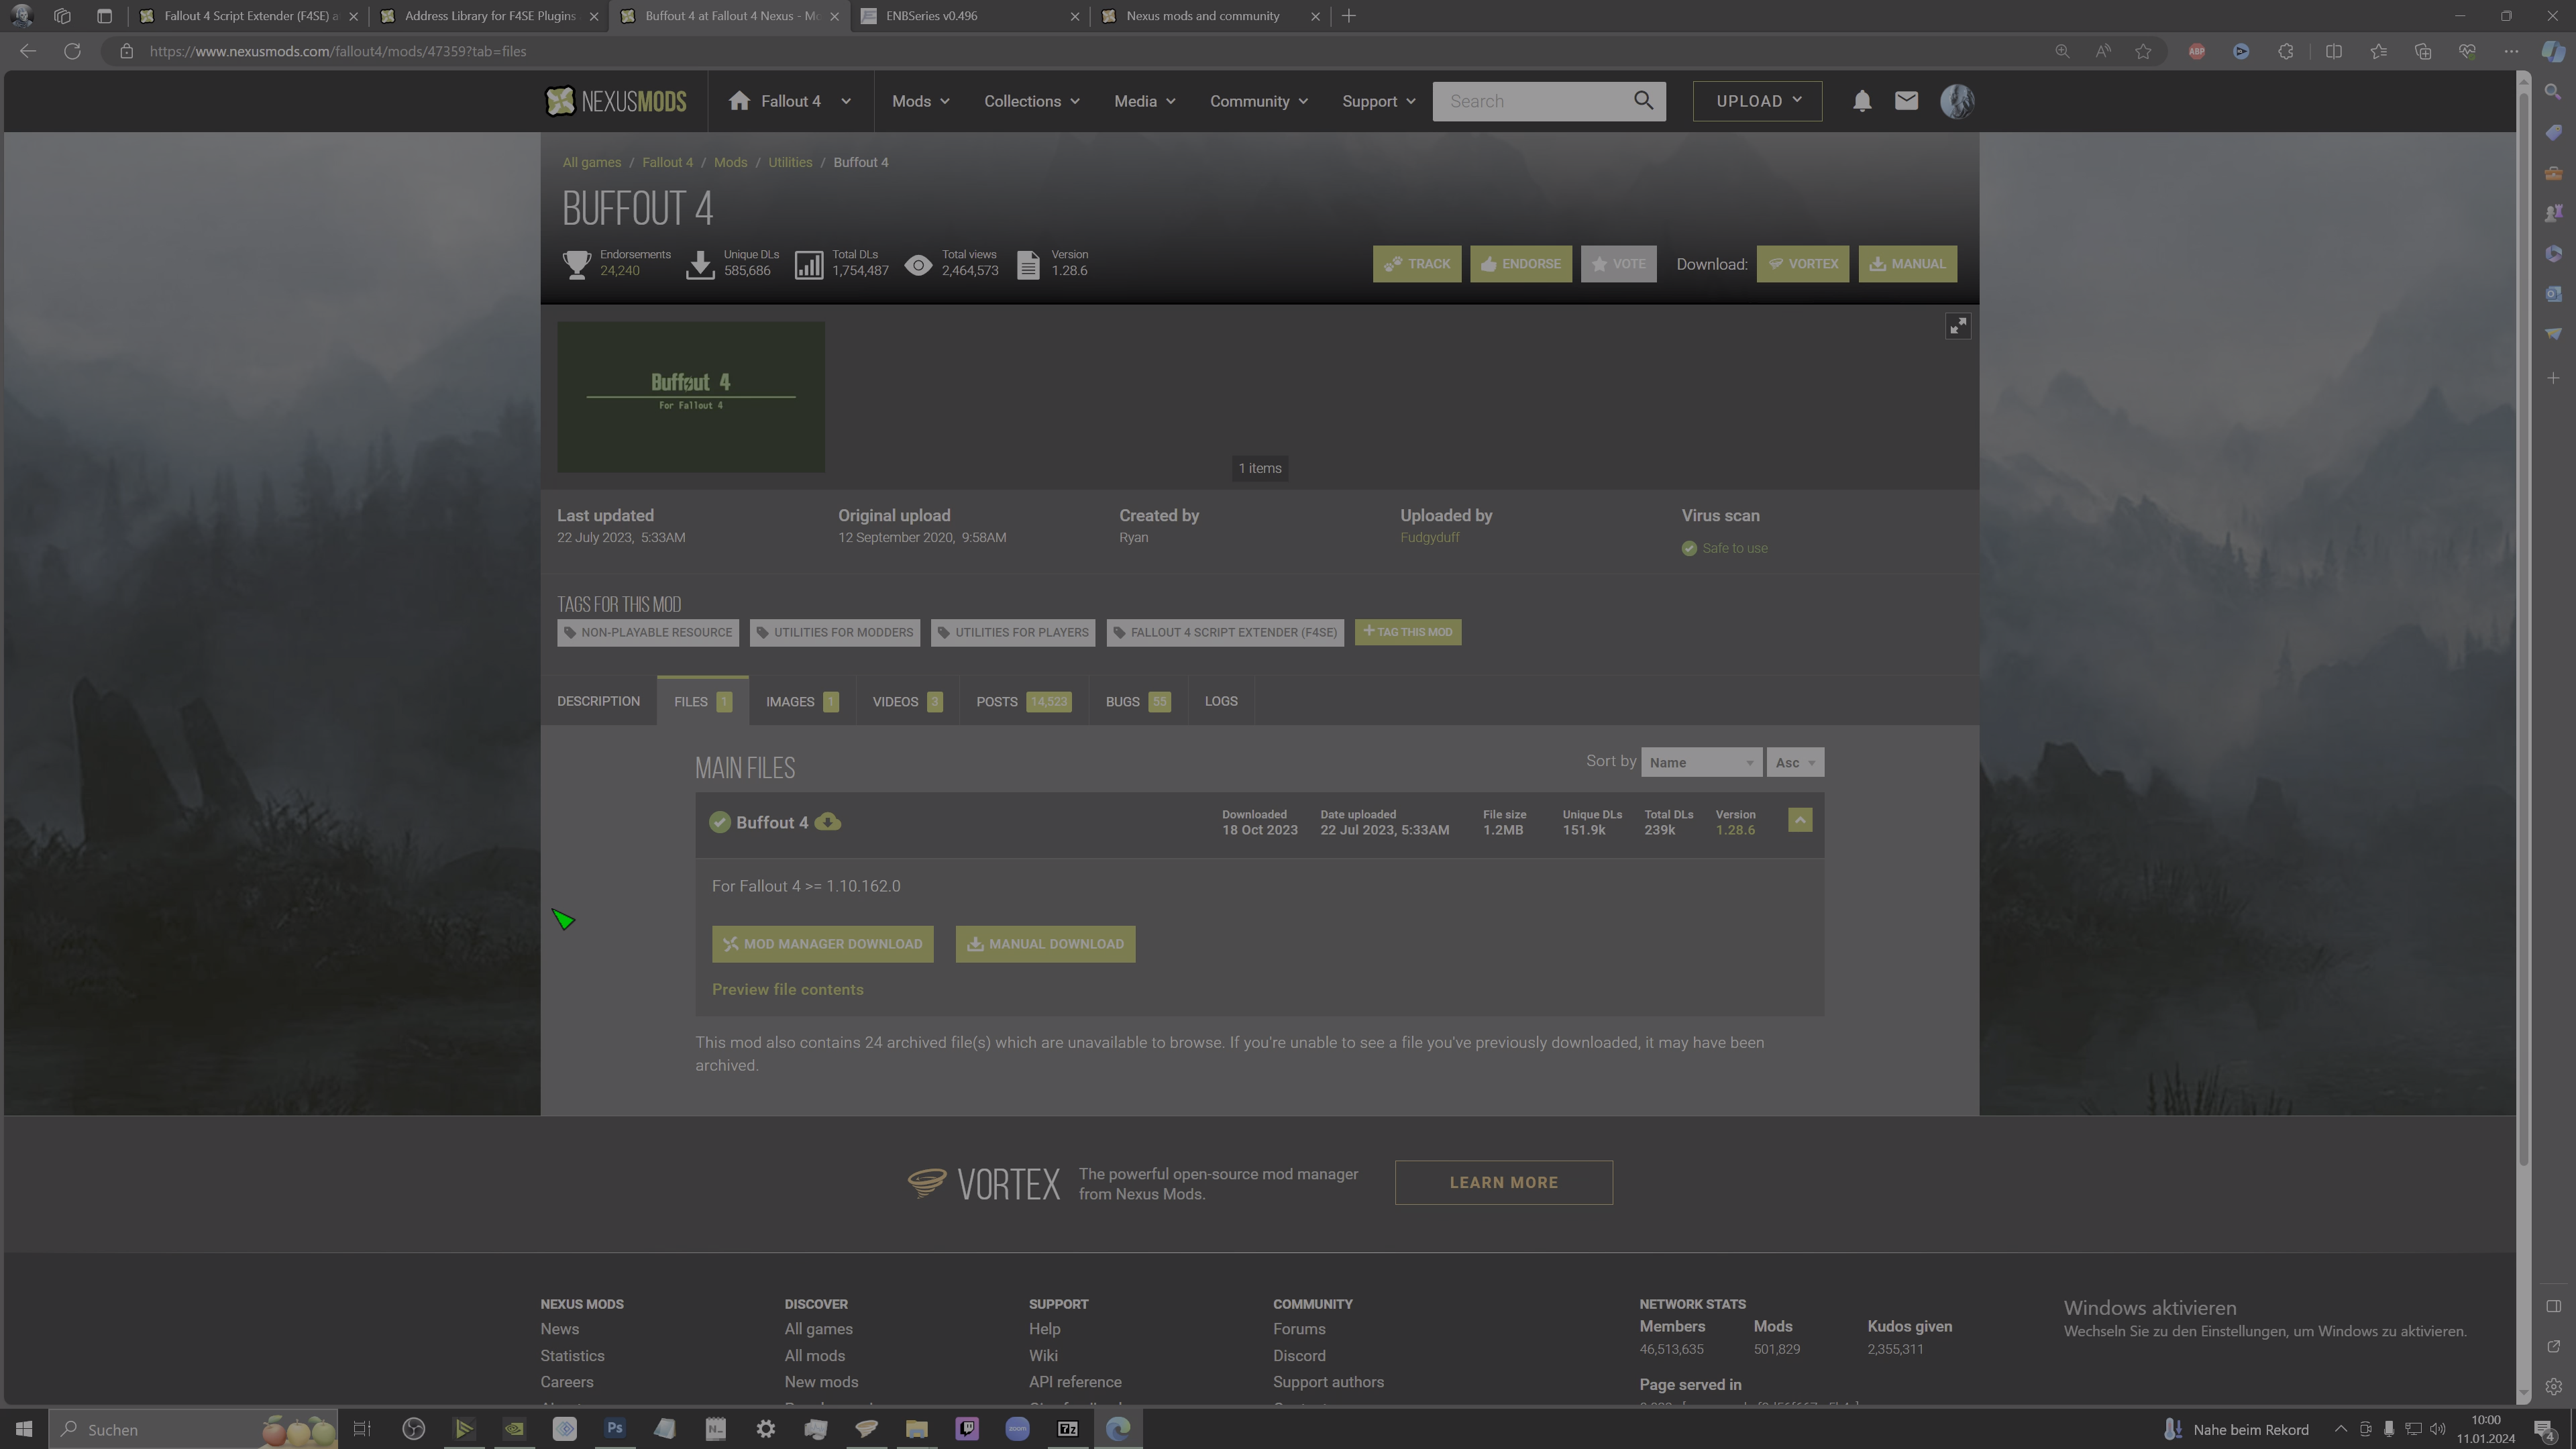 Fallout 4 Script Extender (F4SE) a
Address Library for F4SE Plugins
Buffout 4 at Fallout 4 Nexus - Mo
ENBSeries v0.496
Nexus mods and community
https://www.nexusmods.com/fallout4/mods/47359?tab=files
ABP
NEXUSMODS
Fallout 4
Mods
Collections
Media
Community
Support
Search
UPLOAD
All games / Fallout 4 / Mods / Utilities / Buffout 4
BUFFOUT 4
Endorsements
24,240
Unique DLs
585,686
Total DLs
1,754,487
Total views
2,464,573
Version
1.28.6
TRACK
ENDORSE
VOTE
Download:
VORTEX
MANUAL
Buffout 4
For Fallout 4
1 items
Last updated
22 July 2023, 5:33AM
Original upload
12 September 2020, 9:58AM
Created by
Ryan
Uploaded by
Fudgyduff
Virus scan
Safe to use
TAGS FOR THIS MOD
NON-PLAYABLE RESOURCE
UTILITIES FOR MODDERS
UTILITIES FOR PLAYERS
FALLOUT 4 SCRIPT EXTENDER (F4SE)
+ TAG THIS MOD
DESCRIPTION
FILES 1
IMAGES 1
VIDEOS 3
POSTS 14,523
BUGS 55
LOGS
MAIN FILES
Sort by
Name
Asc
Buffout 4
Downloaded
18 Oct 2023
Date uploaded
22 Jul 2023, 5:33AM
File size
1.2MB
Unique DLs
151.9k
Total DLs
239k
Version
1.28.6
For Fallout 4 >= 1.10.162.0
MOD MANAGER DOWNLOAD
MANUAL DOWNLOAD
Preview file contents
This mod also contains 24 archived file(s) which are unavailable to browse. If you're unable to see a file you've previously downloaded, it may have been
archived.
VORTEX
The powerful open-source mod manager
from Nexus Mods.
LEARN MORE
NEXUS MODS
News
Statistics
Careers
DISCOVER
All games
All mods
New mods
SUPPORT
Help
Wiki
API reference
COMMUNITY
Forums
Discord
Support authors
NETWORK STATS
Members
46,513,635
Mods
501,829
Kudos given
2,355,311
Page served in
Windows aktivieren
Wechseln Sie zu den Einstellungen, um Windows zu aktivieren.
Suchen
Ps
N_
zoom
7z
Nahe beim Rekord
10:00
11.01.2024
4